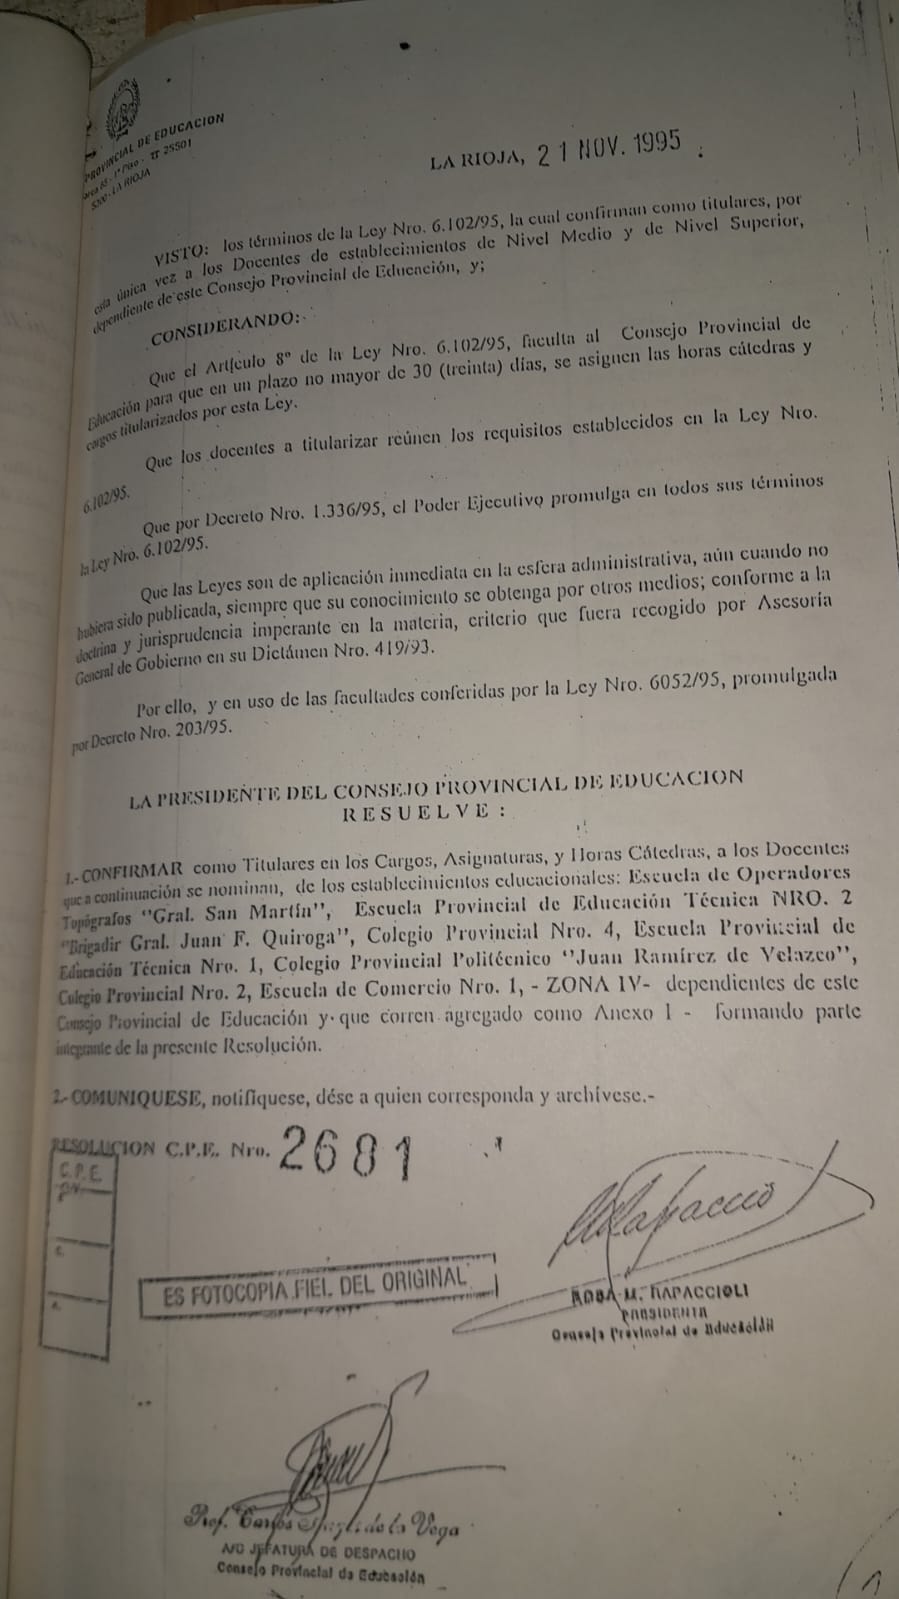 PROVINCIAL DE EDUCACION
65 - 1º Piso - TF 25501
5300 - LA RIOJA
LA RIOJA, 21 NOV. 1995 .
VISTO: los términos de la Ley Nro. 6.102/95, la cual confirman como titulares, por
esta única vez a los Docentes de establecimientos de Nivel Medio y de Nivel Superior,
dependiente de este Consejo Provincial de Educación, y;
CONSIDERANDO:
Que el Artículo 8º de la Ley Nro. 6.102/95, faculta al Consejo Provincial de
Educación para que en un plazo no mayor de 30 (treinta) días, se asignen las horas cátedras y
cargos titularizados por esta Ley.
Que los docentes a titularizar reúnen los requisitos establecidos en la Ley Nro.
6.102/95.
Que por Decreto Nro. 1.336/95, el Poder Ejecutivo promulga en todos sus términos
la Ley Nro. 6.102/95.
Que las Leyes son de aplicación inmediata en la esfera administrativa, aún cuando no
hubiera sido publicada, siempre que su conocimiento se obtenga por otros medios; conforme a la
doctrina y jurisprudencia imperante en la materia, criterio que fuera recogido por Asesoría
General de Gobierno en su Dictámen Nro. 419/93.
Por ello, y en uso de las facultades conferidas por la Ley Nro. 6052/95, promulgada
por Decreto Nro. 203/95.
LA PRESIDENTE DEL CONSEJO PROVINCIAL DE EDUCACION
R E S U E L V E :
1.- CONFIRMAR como Titulares en los Cargos, Asignaturas, y Horas Cátedras, a los Docentes
que a continuación se nominan, de los establecimientos educacionales: Escuela de Operadores
Topógrafos ''Gral. San Martín'', Escuela Provincial de Educación Técnica NRO. 2
''Brigadir Gral. Juan F. Quiroga'', Colegio Provincial Nro. 4, Escuela Provincial de
Educación Técnica Nro. 1, Colegio Provincial Politécnico ''Juan Ramírez de Velazco'',
Colegio Provincial Nro. 2, Escuela de Comercio Nro. 1, - ZONA IV- dependientes de este
Consejo Provincial de Educación y que corren agregado como Anexo I - formando parte
integrante de la presente Resolución.
2.- COMUNIQUESE, notifíquese, dése a quien corresponda y archívese.-
RESOLUCION C.P.E. Nro. 2681
C.P.E.
ES FOTOCOPIA FIEL DEL ORIGINAL
ROSA M. RAPACCIOLI
PRESIDENTA
Consejo Provincial de Educación
Prof. Carlos de la Vega
A/C JEFATURA DE DESPACHO
Consejo Provincial de Educación